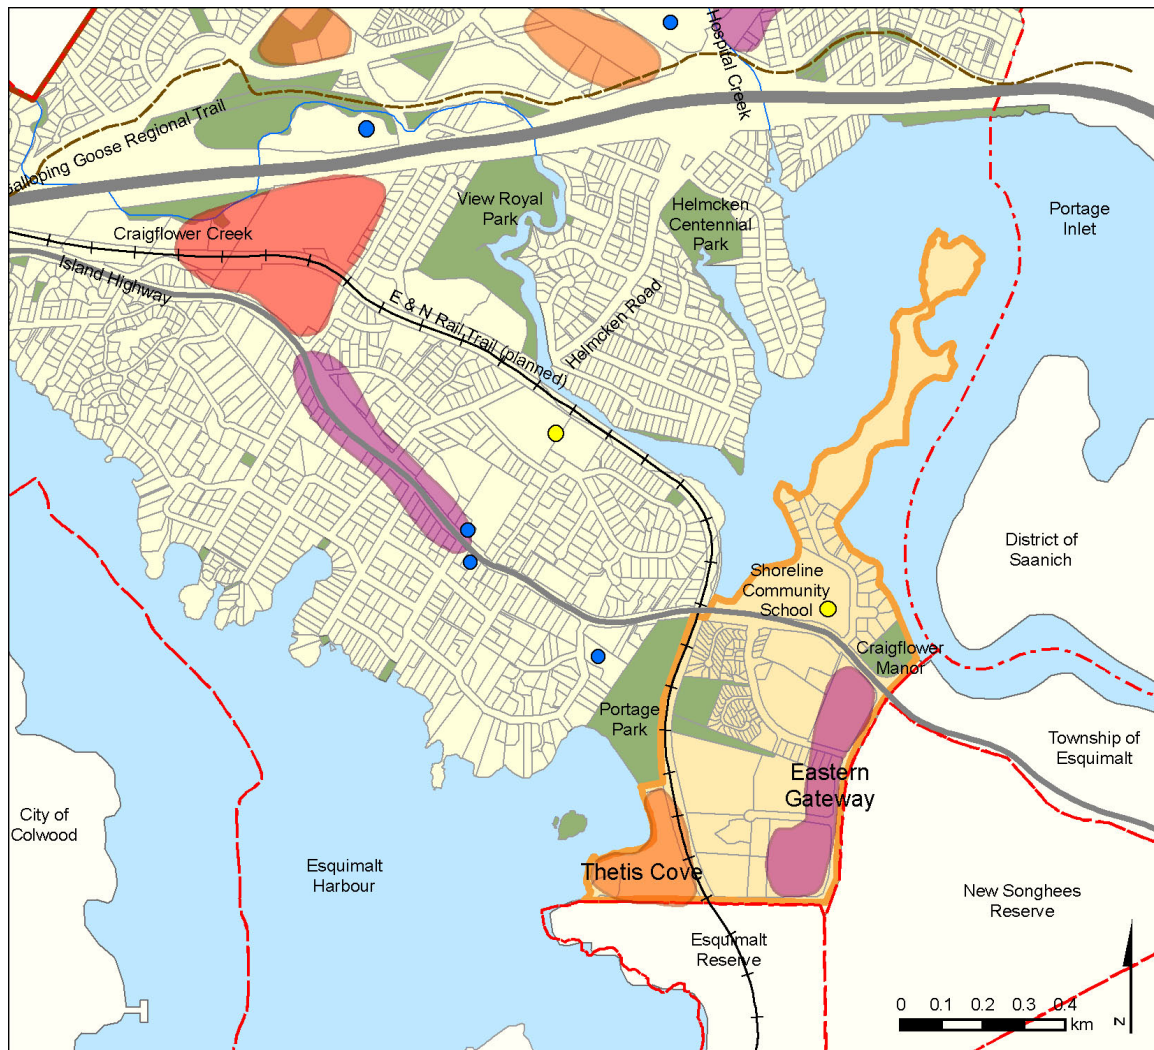 Hospital Creek
Galloping Goose Regional Trail
View Royal
Park
Helmcken
Centennial
Park
Portage
Inlet
Craigflower Creek
Island Highway
E & N Rail Trail (planned)
Helmcken Road
District of
Saanich
Shoreline
Community
School
Craigflower
Manor
Portage
Park
Township of
Esquimalt
Eastern
Gateway
City of
Colwood
Esquimalt
Harbour
Thetis Cove
New Songhees
Reserve
Esquimalt
Reserve
0 0.1 0.2 0.3 0.4
km
N